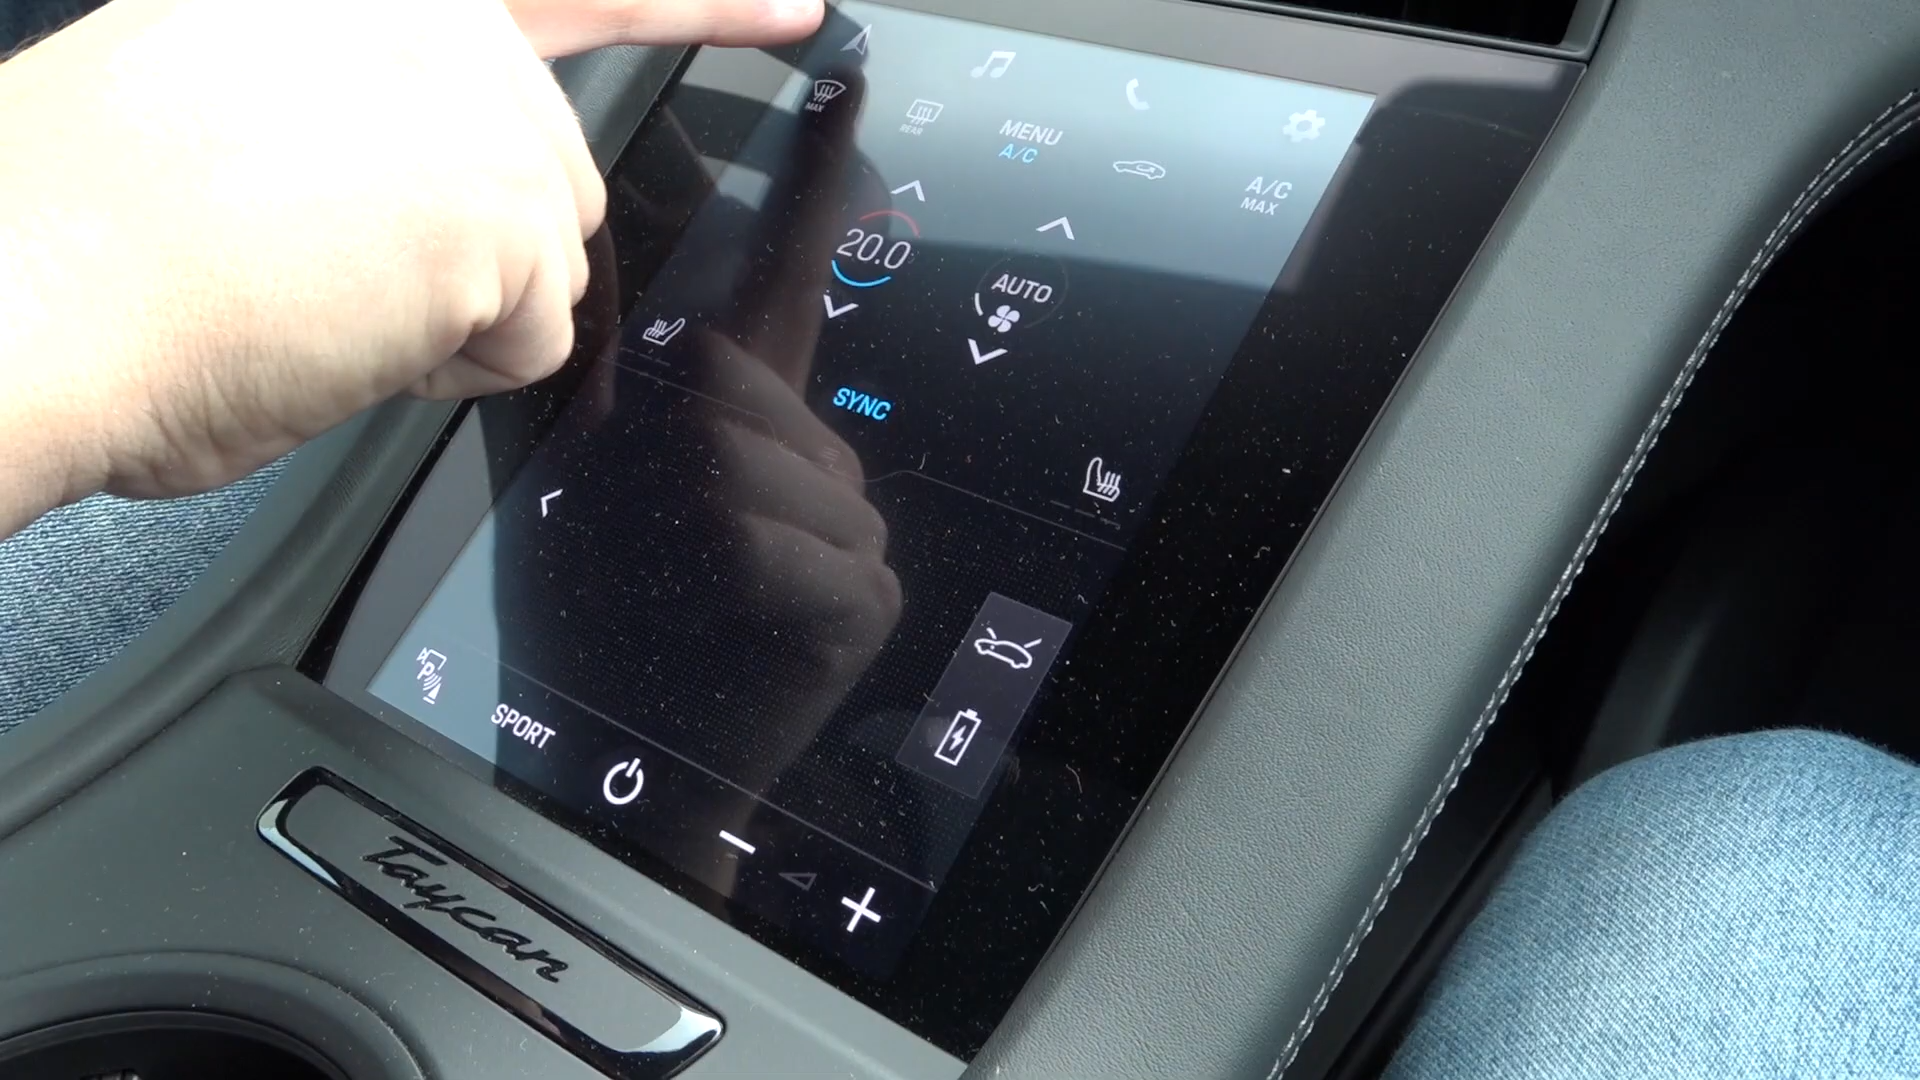 MAX
REAR
MENU
A/C
A/C
MAX
20.0
AUTO
SYNC
P
SPORT
Taycan